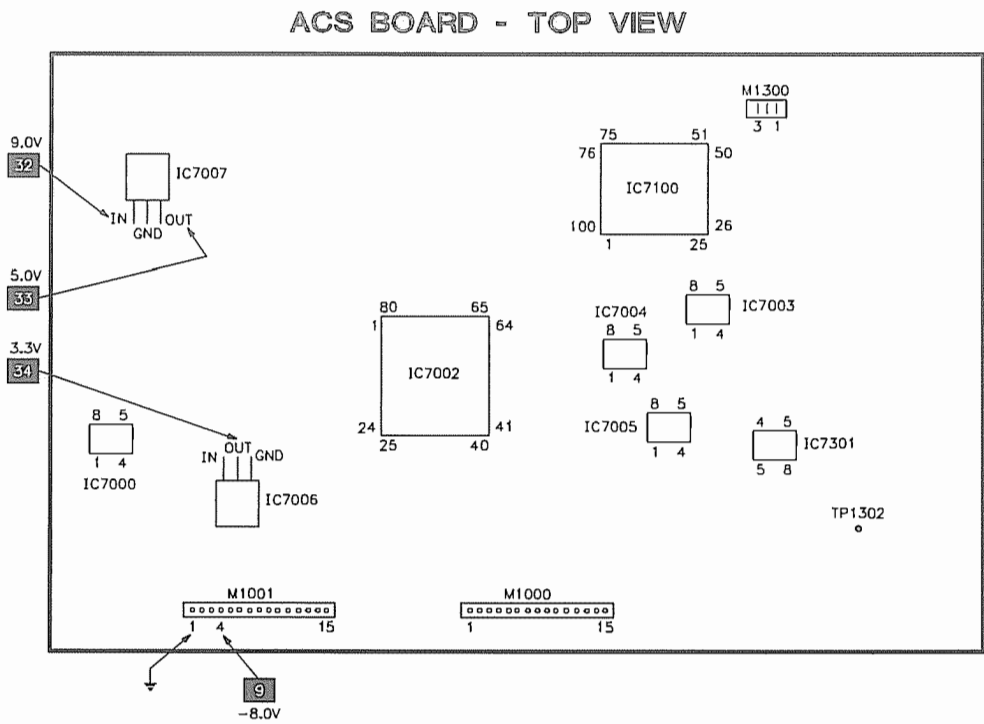 ACS BOARD - TOP VIEW
M1300
3 1
9.0V
32
IC7007
IN
GND
OUT
75 51
76 50
IC7100
100 26
1 25
5.0V
33
3.3V
34
80 65
1 64
IC7002
24 41
25 40
8 5
IC7003
1 4
IC7004
8 5
1 4
8 5
IC7005
1 4
4 5
IC7301
5 8
8 5
1 4
IC7000
IN
OUT
GND
IC7006
TP1302
M1001
1 4 15
M1000
1 15
9
-8.0V